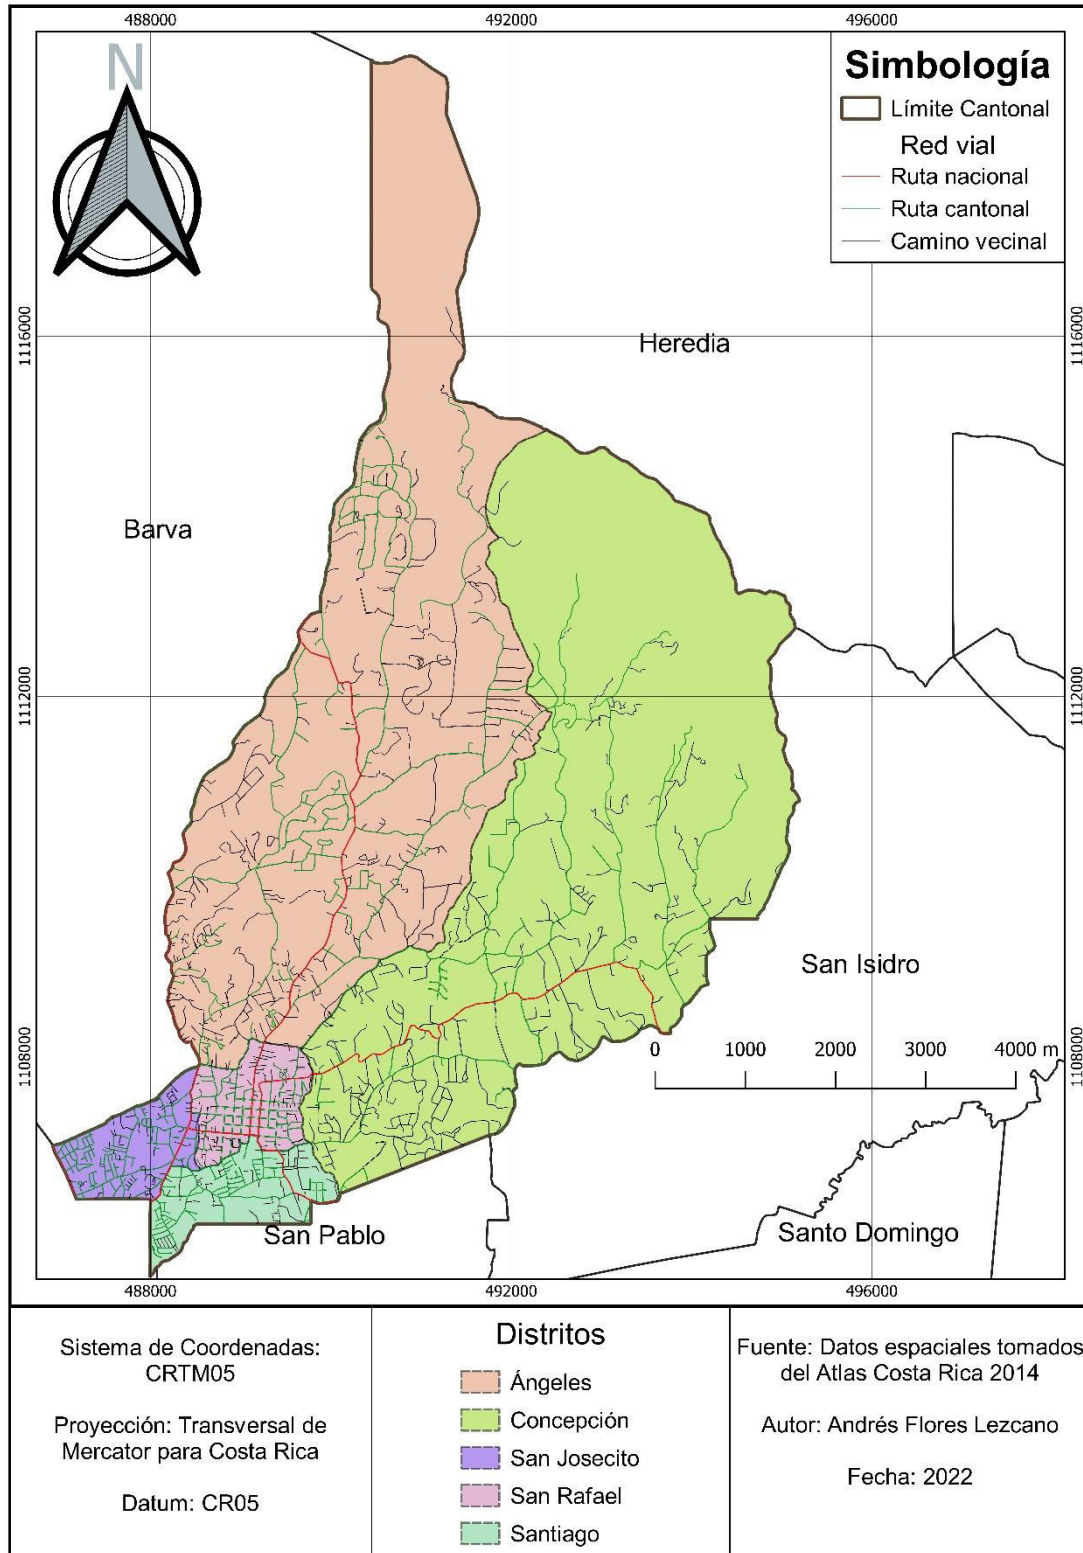 488000
492000
496000
N
Simbología
Límite Cantonal
Red vial
Ruta nacional
Ruta cantonal
Camino vecinal
1116000
1116000
Heredia
Barva
1112000
1112000
San Isidro
1108000
1108000
0 1000 2000 3000 4000 m
San Pablo
Santo Domingo
488000
492000
496000
Sistema de Coordenadas:
CRTM05
Proyección: Transversal de
Mercator para Costa Rica
Datum: CR05
Distritos
Ángeles
Concepción
San Josecito
San Rafael
Santiago
Fuente: Datos espaciales tomados
del Atlas Costa Rica 2014
Autor: Andrés Flores Lezcano
Fecha: 2022